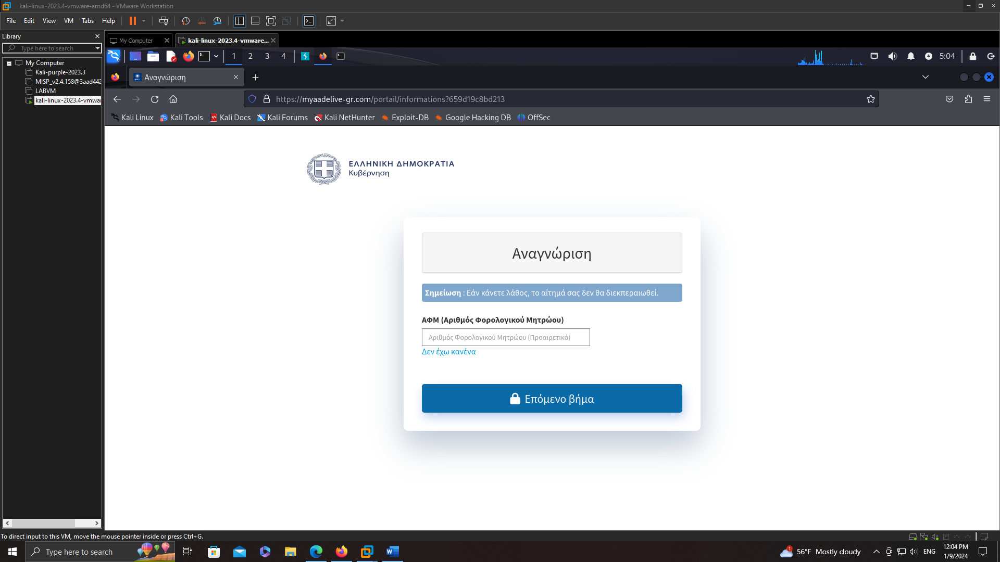 kali-linux-2023.4-vmware-amd64 - VMware Workstation
File Edit View VM Tabs Help
Library
My Computer
kali-linux-2023.4-vmware...
Type here to search
1 2 3 4
5:04
My Computer
Kali-purple-2023.3
MISP_v2.4.158@3aad442
LABVM
kali-linux-2023.4-vmwar
Αναγνώριση
https://myaadelive-gr.com/portail/informations?659d19c8bd213
Kali Linux Kali Tools Kali Docs Kali Forums Kali NetHunter Exploit-DB Google Hacking DB OffSec
ΕΛΛΗΝΙΚΗ ΔΗΜΟΚΡΑΤΙΑ
Κυβέρνηση
Αναγνώριση
Σημείωση : Εάν κάνετε λάθος, το αίτημά σας δεν θα διεκπεραιωθεί.
ΑΦΜ (Αριθμός Φορολογικού Μητρώου)
Αριθμός Φορολογικού Μητρώου (Προαιρετικό)
Δεν έχω κανένα
Επόμενο βήμα
To direct input to this VM, move the mouse pointer inside or press Ctrl+G.
Type here to search
1
56°F Mostly cloudy
ENG
12:04 PM
1/9/2024